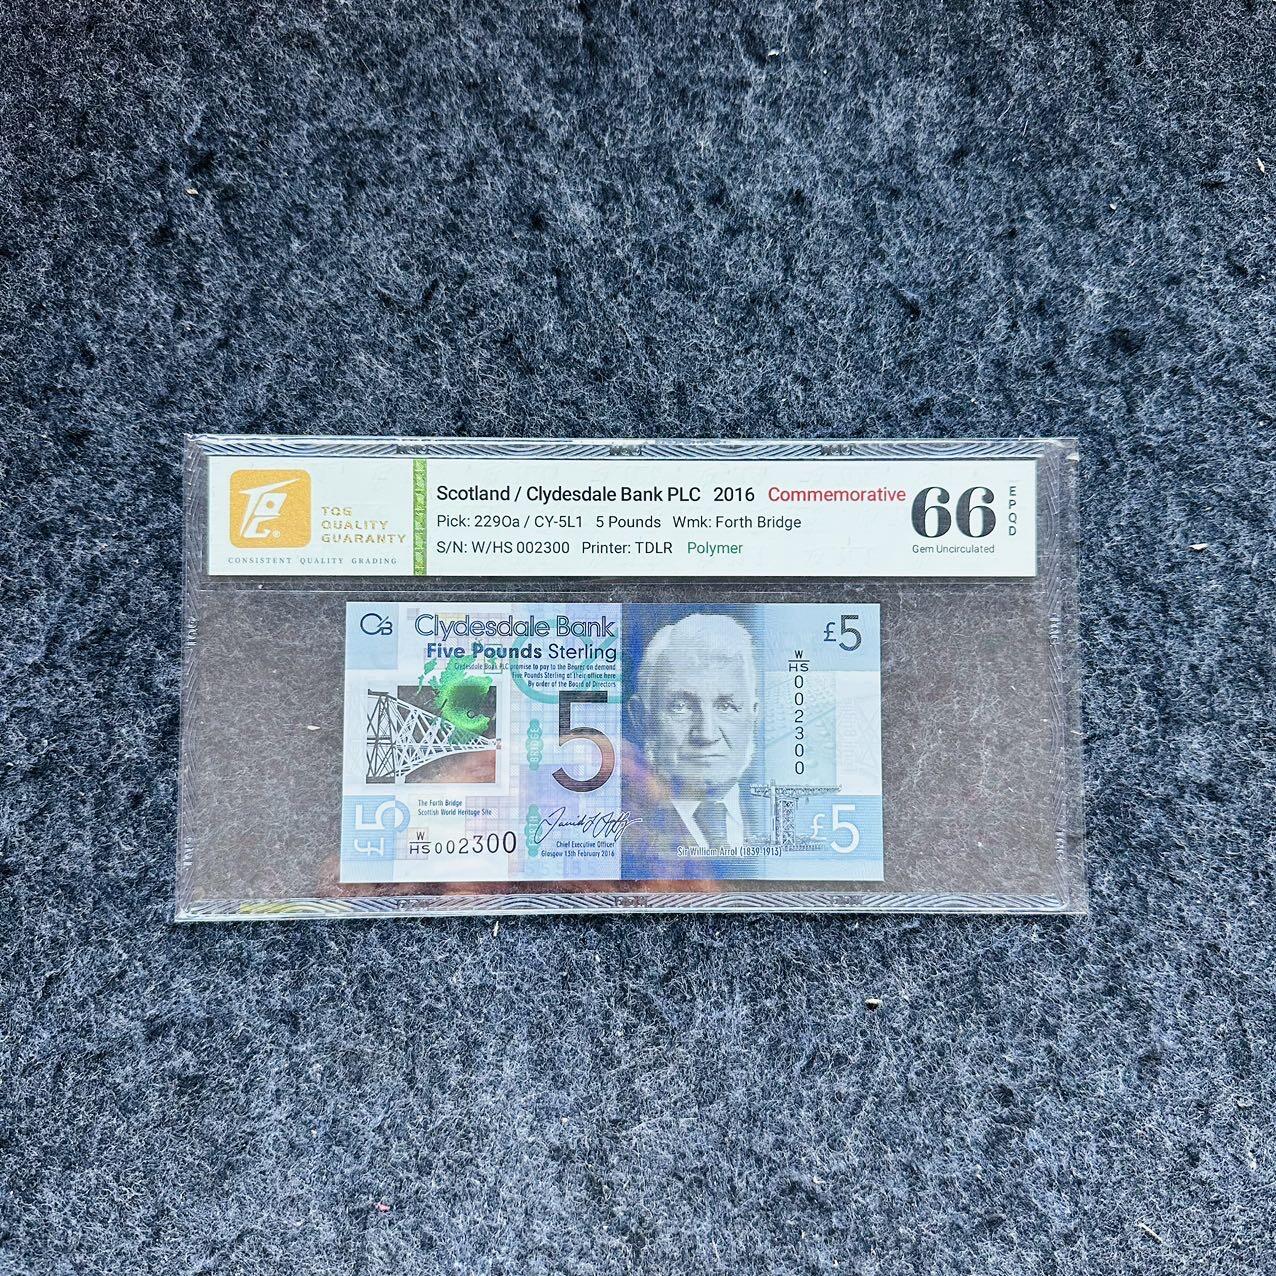 TQG
QUALITY
GUARANTY
CONSISTENT QUALITY GRADING
Scotland / Clydesdale Bank PLC 2016 Commemorative
Pick: 229Oa / CY-5L1 5 Pounds Wmk: Forth Bridge
S/N: W/HS 002300 Printer: TDLR Polymer
66
EPQD
Gem Uncirculated
CB
Clydesdale Bank
Five Pounds Sterling
Clydesdale Bank PLC promise to pay to the Bearer on demand
Five Pounds Sterling at their office here
By order of the Board of Directors
5
The Forth Bridge
Scottish World Heritage Site
£5
W/HS 002300
Chief Executive Officer
Glasgow 13th February 2016
£5
W/HS
002300
£5
Sir William Arrol (1839-1913)